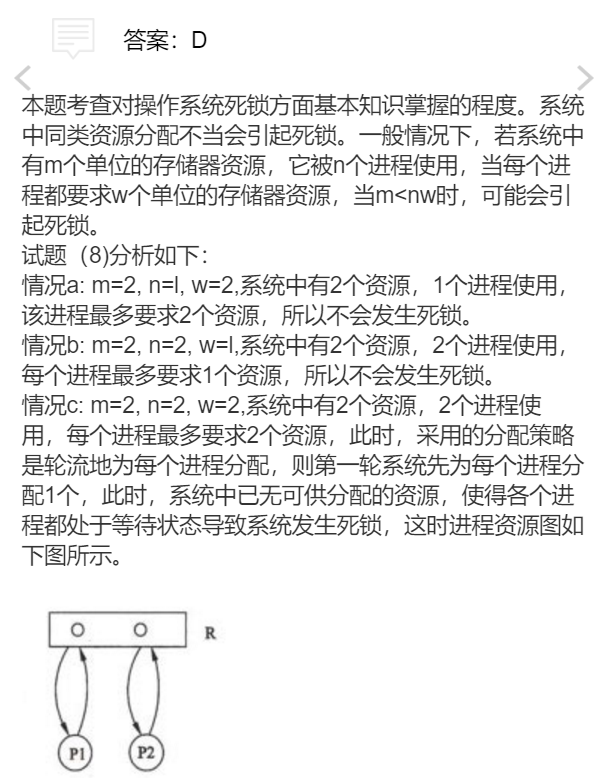 答案：D
本题考查对操作系统死锁方面基本知识掌握的程度。系统
中同类资源分配不当会引起死锁。一般情况下，若系统中
有m个单位的存储器资源，它被n个进程使用，当每个进
程都要求w个单位的存储器资源，当m<nw时，可能会引
起死锁。
试题（8)分析如下：
情况a: m=2, n=l, w=2,系统中有2个资源，1个进程使用，
该进程最多要求2个资源，所以不会发生死锁。
情况b: m=2, n=2, w=l,系统中有2个资源，2个进程使用，
每个进程最多要求1个资源，所以不会发生死锁。
情况c: m=2, n=2, w=2,系统中有2个资源，2个进程使
用，每个进程最多要求2个资源，此时，采用的分配策略
是轮流地为每个进程分配，则第一轮系统先为每个进程分
配1个，此时，系统中已无可供分配的资源，使得各个进
程都处于等待状态导致系统发生死锁，这时进程资源图如
下图所示。
R
P1 P2